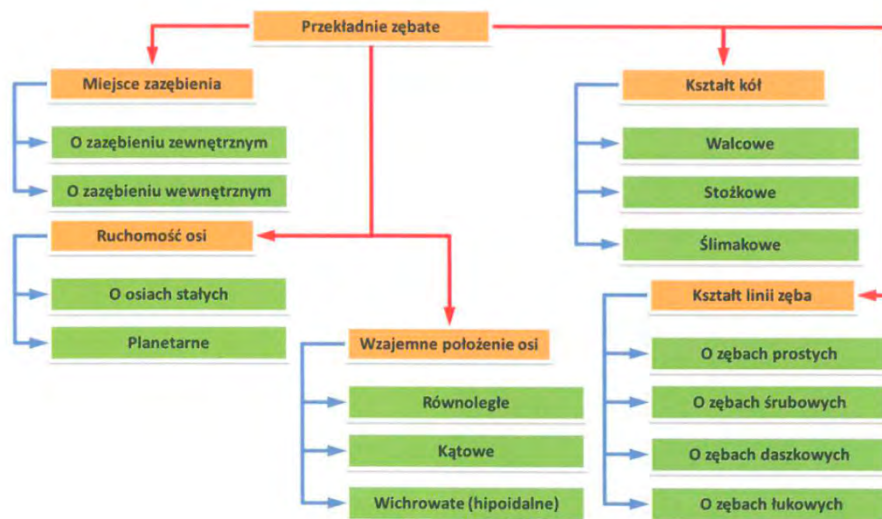 Przekładnie zębate
Miejsce zazębienia
O zazębieniu zewnętrznym
O zazębieniu wewnętrznym
Ruchomość osi
O osiach stałych
Planetarne
Wzajemne położenie osi
Równoległe
Kątowe
Wichrowate (hipoidalne)
Kształt kół
Walcowe
Stożkowe
Ślimakowe
Kształt linii zęba
O zębach prostych
O zębach śrubowych
O zębach daszkowych
O zębach łukowych